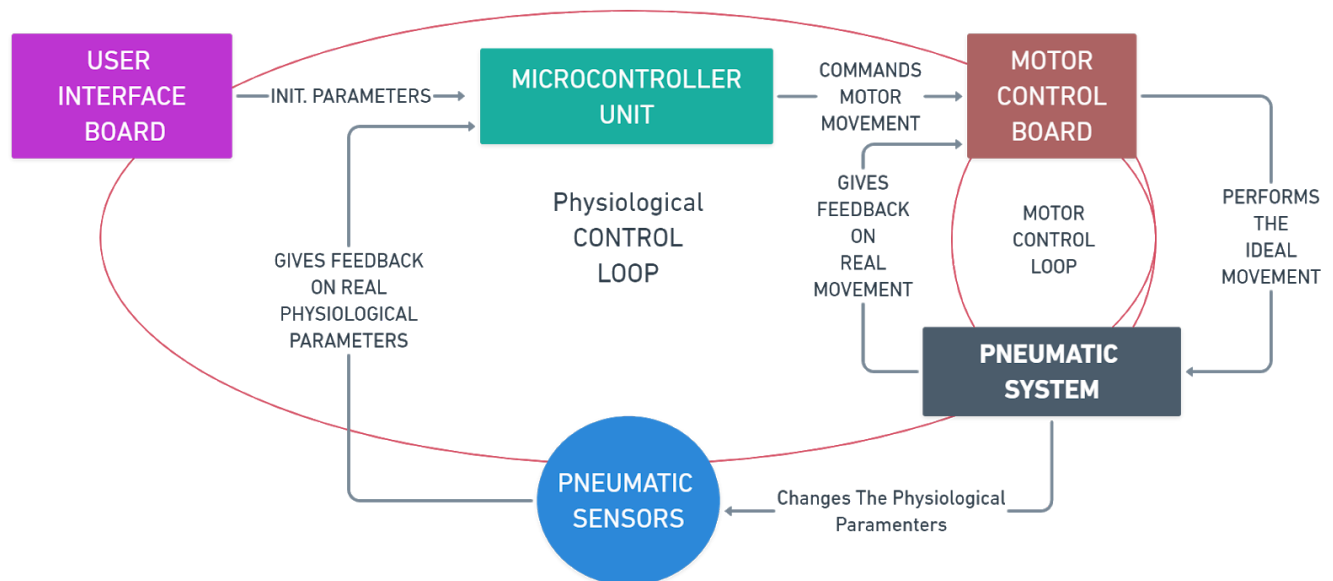 USER
INTERFACE
BOARD
INIT. PARAMETERS
MICROCONTROLLER
UNIT
COMMANDS
MOTOR
MOVEMENT
MOTOR
CONTROL
BOARD
Physiological
CONTROL
LOOP
GIVES
FEEDBACK
ON
REAL
MOVEMENT
MOTOR
CONTROL
LOOP
PERFORMS
THE
IDEAL
MOVEMENT
GIVES FEEDBACK
ON REAL
PHYSIOLOGICAL
PARAMETERS
PNEUMATIC
SYSTEM
PNEUMATIC
SENSORS
Changes The Physiological
Paramenters